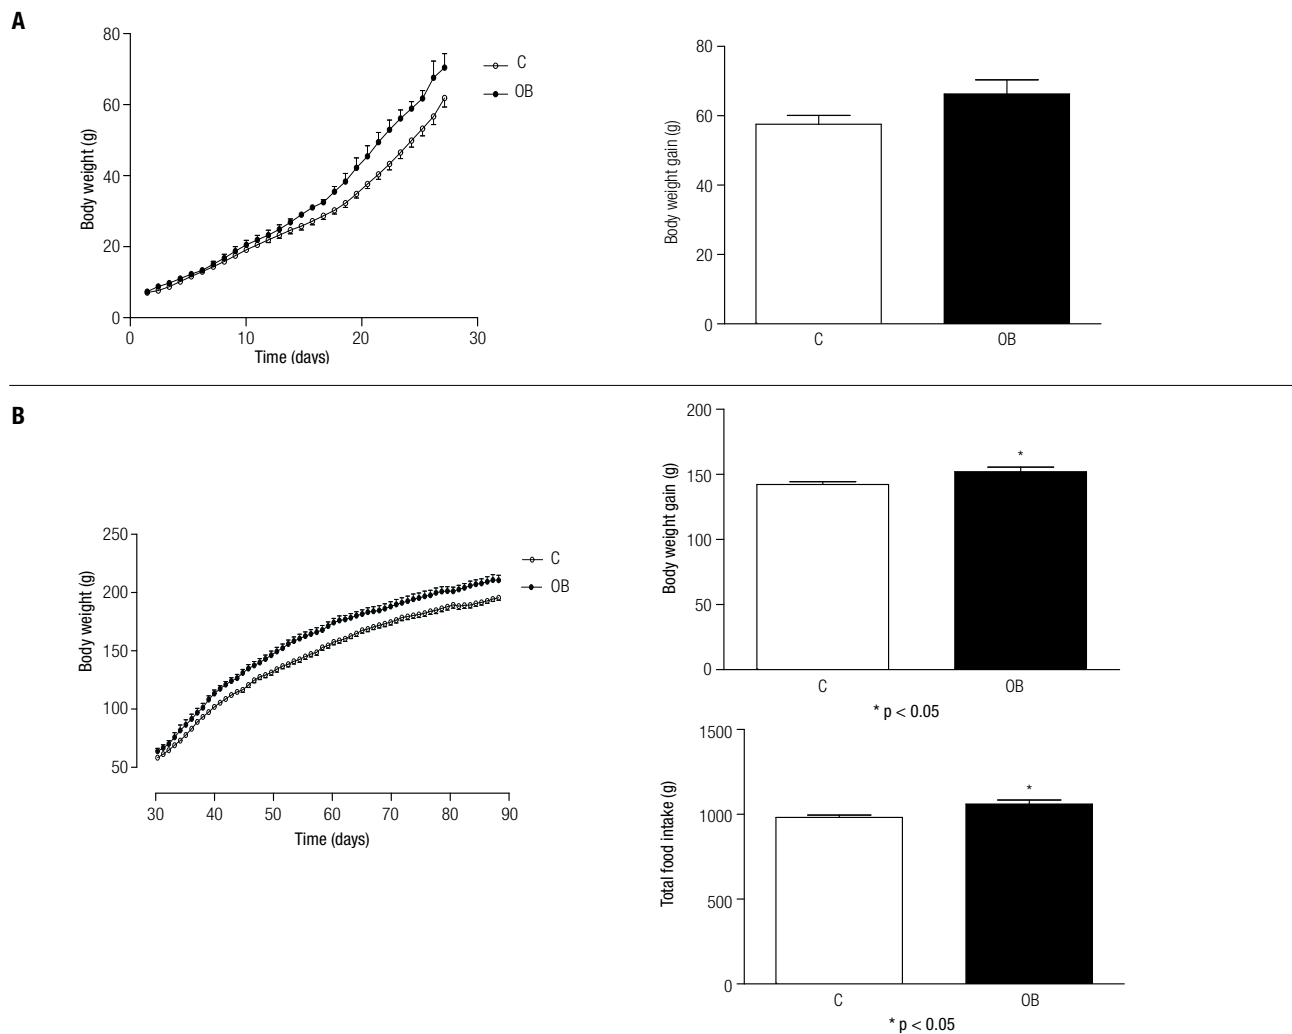 A
80
60
40
20
0
Body weight (g)
0 10 20 30
Time (days)
C
OB
80
60
40
20
0
Body weight gain (g)
C OB
B
250
200
150
100
50
Body weight (g)
30 40 50 60 70 80 90
Time (days)
C
OB
200
150
100
50
0
Body weight gain (g)
*
C OB
* p < 0.05
1500
1000
500
0
Total food intake (g)
*
C OB
* p < 0.05